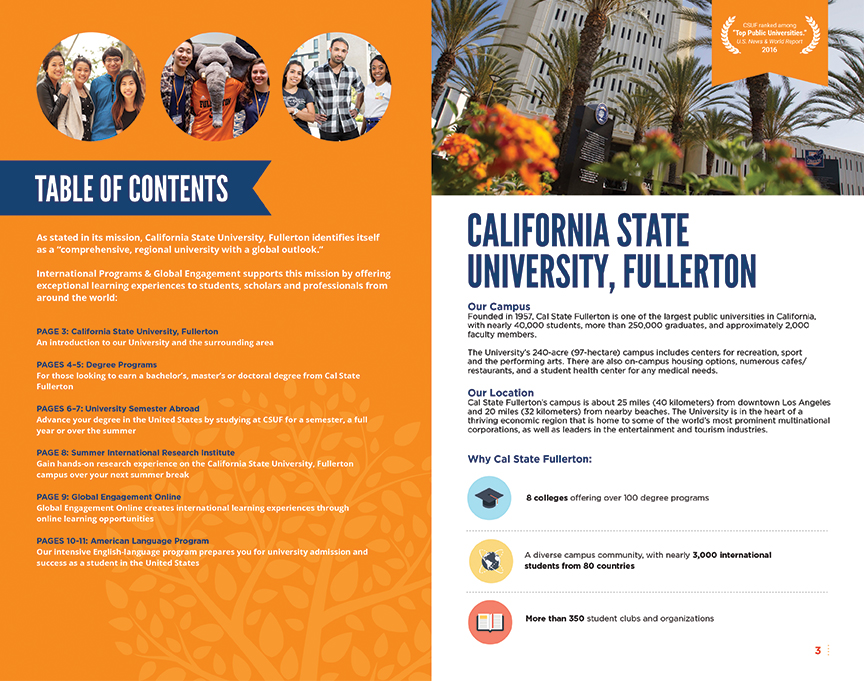 TABLE OF CONTENTS
As stated in its mission, California State University, Fullerton identifies itself
as a “comprehensive, regional university with a global outlook.”
International Programs & Global Engagement supports this mission by offering
exceptional learning experiences to students, scholars and professionals from
around the world:
PAGE 3: California State University, Fullerton
An introduction to our University and the surrounding area
PAGES 4–5: Degree Programs
For those looking to earn a bachelor’s, master’s or doctoral degree from Cal State
Fullerton
PAGES 6–7: University Semester Abroad
Advance your degree in the United States by studying at CSUF for a semester, a full
year or over the summer
PAGE 8: Summer International Research Institute
Gain hands-on research experience on the California State University, Fullerton
campus over your next summer break
PAGE 9: Global Engagement Online
Global Engagement Online creates international learning experiences through
online learning opportunities
PAGES 10-11: American Language Program
Our intensive English-language program prepares you for university admission and
success as a student in the United States
CSUF ranked among
“Top Public Universities.”
U.S. News & World Report
2016
CALIFORNIA STATE
UNIVERSITY, FULLERTON
Our Campus
Founded in 1957, Cal State Fullerton is one of the largest public universities in California,
with nearly 40,000 students, more than 250,000 graduates, and approximately 2,000
faculty members.
The University’s 240-acre (97-hectare) campus includes centers for recreation, sport
and the performing arts. There are also on-campus housing options, numerous cafes/
restaurants, and a student health center for any medical needs.
Our Location
Cal State Fullerton’s campus is about 25 miles (40 kilometers) from downtown Los Angeles
and 20 miles (32 kilometers) from nearby beaches. The University is in the heart of a
thriving economic region that is home to some of the world’s most prominent multinational
corporations, as well as leaders in the entertainment and tourism industries.
Why Cal State Fullerton:
8 colleges offering over 100 degree programs
A diverse campus community, with nearly 3,000 international
students from 80 countries
More than 350 student clubs and organizations
3